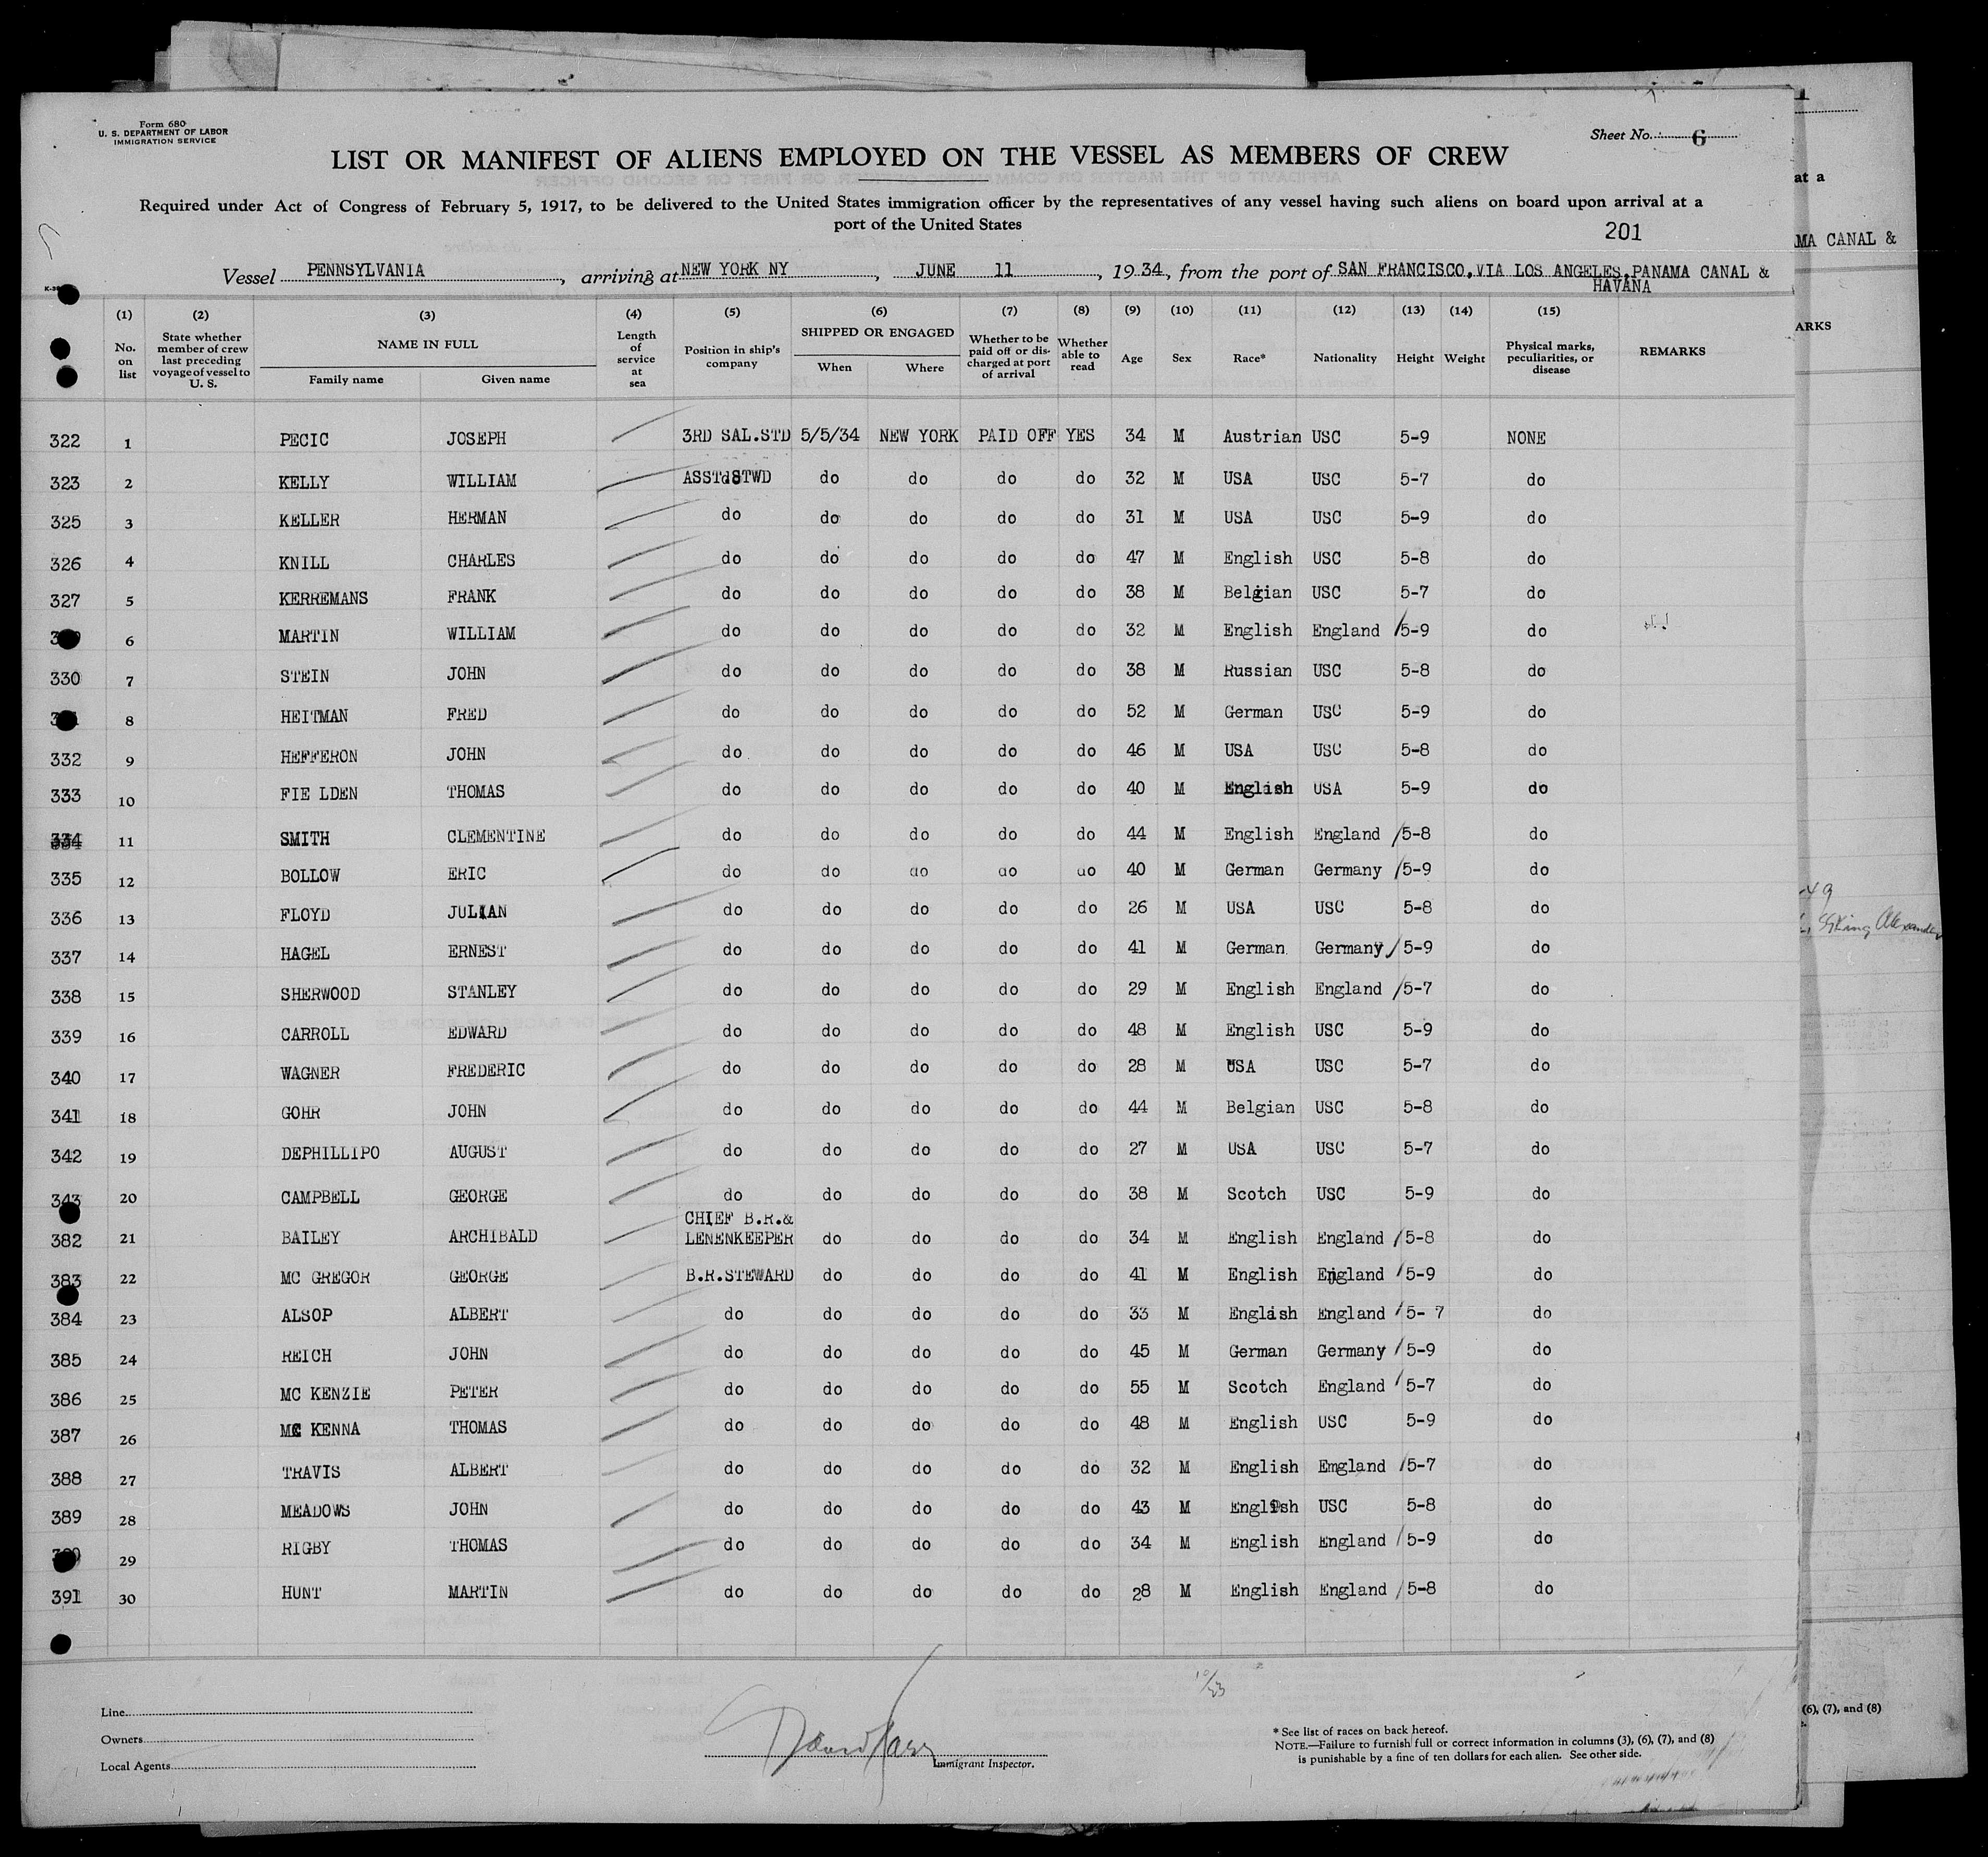 Form 680
U. S. DEPARTMENT OF LABOR
IMMIGRATION SERVICE
Sheet No. 6
LIST OR MANIFEST OF ALIENS EMPLOYED ON THE VESSEL AS MEMBERS OF CREW
Required under Act of Congress of February 5, 1917, to be delivered to the United States immigration officer by the representatives of any vessel having such aliens on board upon arrival at a
port of the United States
201
Vessel PENNSYLVANIA, arriving at NEW YORK NY, JUNE 11, 1934, from the port of SAN FRANCISCO, VIA LOS ANGELES, PANAMA CANAL &
HAVANA
(1) No. on list
(2) State whether member of crew last preceding voyage of vessel to U. S.
(3) NAME IN FULL Family name Given name
(4) Length of service at sea
(5) Position in ship's company
(6) SHIPPED OR ENGAGED When Where
(7) Whether to be paid off or discharged at port of arrival
(8) Whether able to read
(9) Age
(10) Sex
(11) Race*
(12) Nationality
(13) Height
(14) Weight
(15) Physical marks, peculiarities, or disease
REMARKS
322 1 PECIC JOSEPH 3RD SAL.STD 5/5/34 NEW YORK PAID OFF YES 34 M Austrian USC 5-9 NONE
323 2 KELLY WILLIAM ASST STWD do do do do 32 M USA USC 5-7 do
325 3 KELLER HERMAN do do do do do 31 M USA USC 5-9 do
326 4 KNILL CHARLES do do do do do 47 M English USC 5-8 do
327 5 KERREMANS FRANK do do do do do 38 M Belgian USC 5-7 do
6 MARTIN WILLIAM do do do do do 32 M English England 5-9 do
330 7 STEIN JOHN do do do do do 38 M Russian USC 5-8 do
8 HEITMAN FRED do do do do do 52 M German USC 5-9 do
332 9 HEFFERON JOHN do do do do do 46 M USA USC 5-8 do
333 10 FIE LDEN THOMAS do do do do do 40 M English USA 5-9 do
334 11 SMITH CLEMENTINE do do do do do 44 M English England 5-8 do
335 12 BOLLOW ERIC do do do do do 40 M German Germany 5-9 do
336 13 FLOYD JULIAN do do do do do 26 M USA USC 5-8 do
337 14 HAGEL ERNEST do do do do do 41 M German Germany 5-9 do
338 15 SHERWOOD STANLEY do do do do do 29 M English England 5-7 do
339 16 CARROLL EDWARD do do do do do 48 M English USC 5-9 do
340 17 WAGNER FREDERIC do do do do do 28 M USA USC 5-7 do
341 18 GOHR JOHN do do do do do 44 M Belgian USC 5-8 do
342 19 DEPHILLIPO AUGUST do do do do do 27 M USA USC 5-7 do
343 20 CAMPBELL GEORGE do do do do do 38 M Scotch USC 5-9 do
CHIEF B.R.&
382 21 BAILEY ARCHIBALD LENENKEEPER do do do do 34 M English England 5-8 do
383 22 MC GREGOR GEORGE B.R.STEWARD do do do do 41 M English England 5-9 do
384 23 ALSOP ALBERT do do do do do 33 M English England 5- 7 do
385 24 REICH JOHN do do do do do 45 M German Germany 5-9 do
386 25 MC KENZIE PETER do do do do do 55 M Scotch England 5-7 do
387 26 MC KENNA THOMAS do do do do do 48 M English USC 5-9 do
388 27 TRAVIS ALBERT do do do do do 32 M English Emgland 5-7 do
389 28 MEADOWS JOHN do do do do do 43 M English USC 5-8 do
29 RIGBY THOMAS do do do do do 34 M English England 5-9 do
391 30 HUNT MARTIN do do do do do 28 M English England 5-8 do
10/33
Line
Owners
Local Agents
Immigrant Inspector.
* See list of races on back hereof.
NOTE.—Failure to furnish full or correct information in columns (3), (6), (7), and (8)
is punishable by a fine of ten dollars for each alien. See other side.
at a
MA CANAL &
ARKS
King Alexander
(6), (7), and (8)